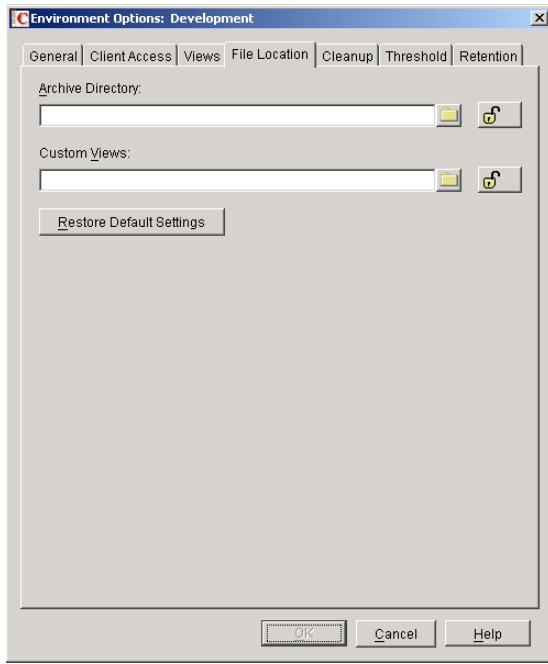 C Environment Options: Development
General Client Access Views File Location Cleanup Threshold Retention
Archive Directory:
Custom Views:
Restore Default Settings
OK Cancel Help